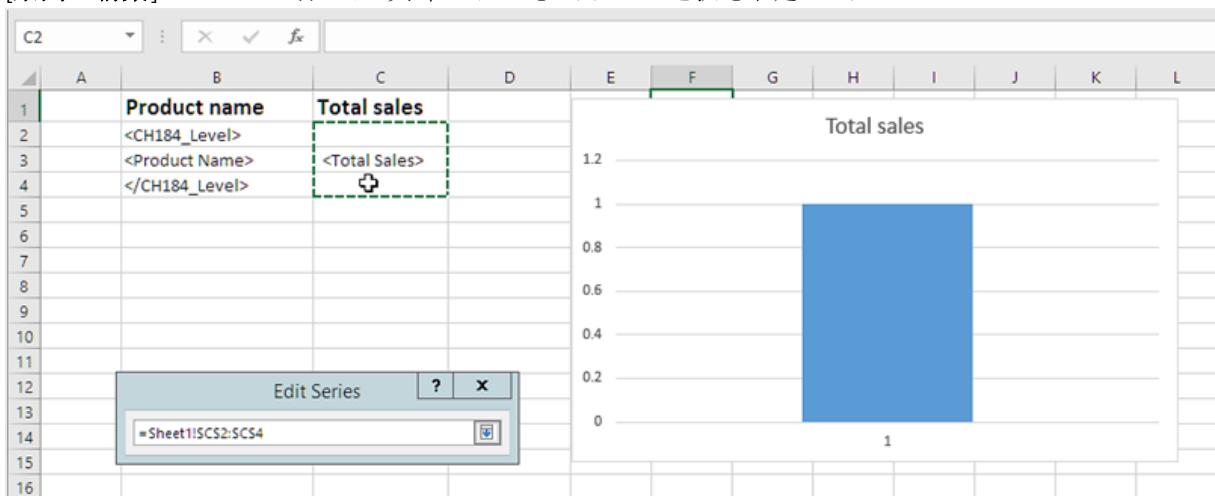 C2 fx
A B C D E F G H I J K L
1 Product name Total sales
2 <CH184_Level>
3 <Product Name> <Total Sales>
4 </CH184_Level>
5
6
7
8
9
10
11
12
13
14
15
16
Total sales
1.2
1
0.8
0.6
0.4
0.2
0
1
Edit Series ? x
=Sheet1!$C$2:$C$4